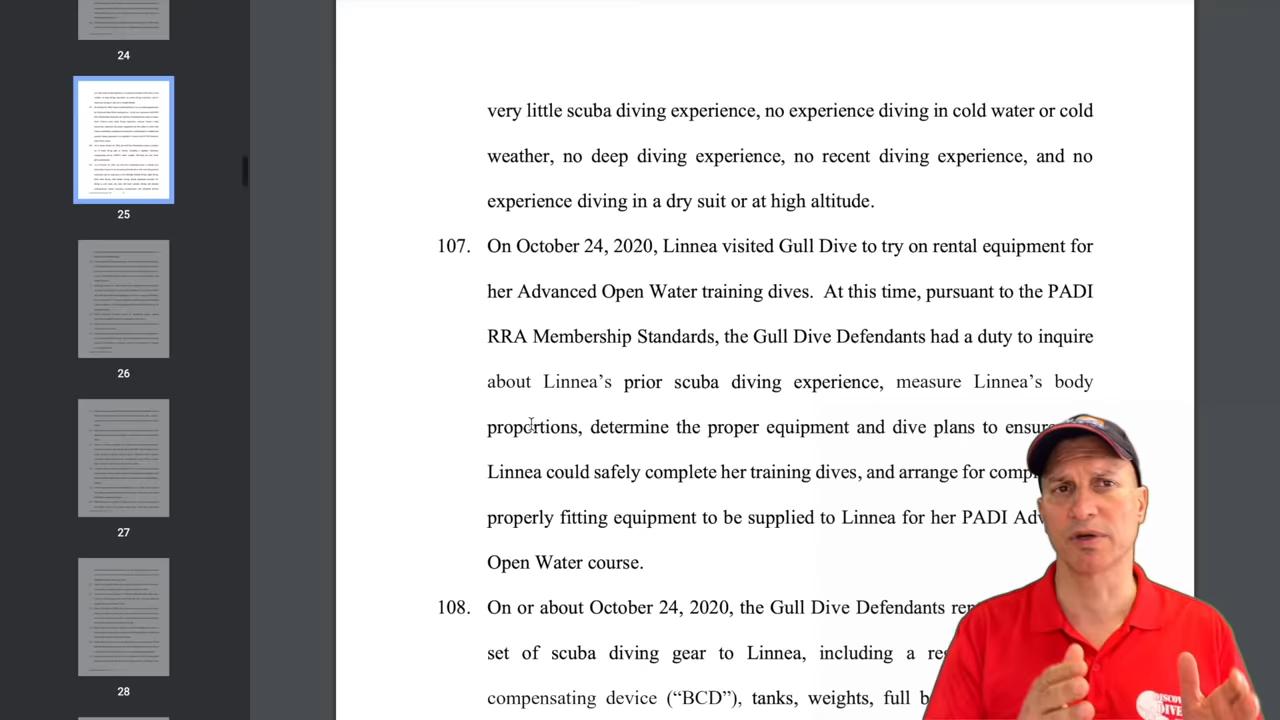 24
25
26
27
28
very little scuba diving experience, no experience diving in cold water or cold
weather, no deep diving experience, no recent diving experience, and no
experience diving in a dry suit or at high altitude.
107. On October 24, 2020, Linnea visited Gull Dive to try on rental equipment for
her Advanced Open Water training dives. At this time, pursuant to the PADI
RRA Membership Standards, the Gull Dive Defendants had a duty to inquire
about Linnea’s prior scuba diving experience, measure Linnea’s body
proportions, determine the proper equipment and dive plans to ensure
Linnea could safely complete her training dives, and arrange for
properly fitting equipment to be supplied to Linnea for her PADI
Open Water course.
108. On or about October 24, 2020, the Gull Dive Defendants
set of scuba diving gear to Linnea, including a
compensating device (“BCD”), tanks, weights, full